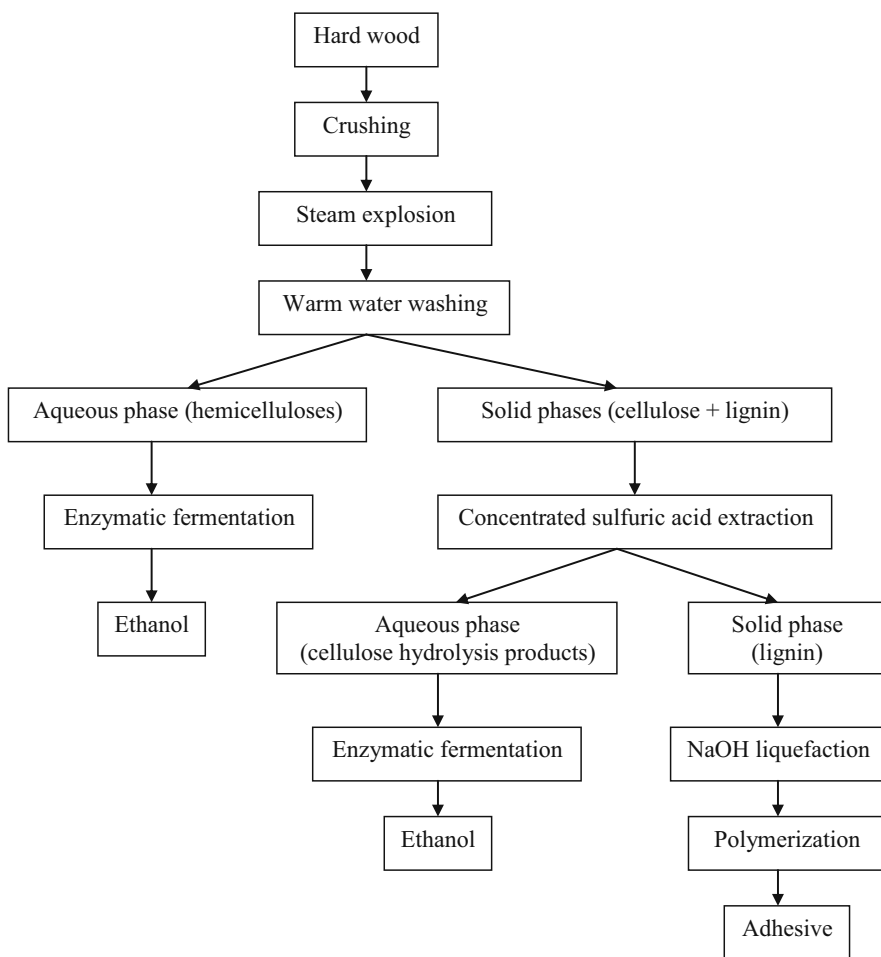 Hard wood
Crushing
Steam explosion
Warm water washing
Aqueous phase (hemicelluloses)
Solid phases (cellulose + lignin)
Enzymatic fermentation
Concentrated sulfuric acid extraction
Ethanol
Aqueous phase
(cellulose hydrolysis products)
Solid phase
(lignin)
Enzymatic fermentation
NaOH liquefaction
Ethanol
Polymerization
Adhesive